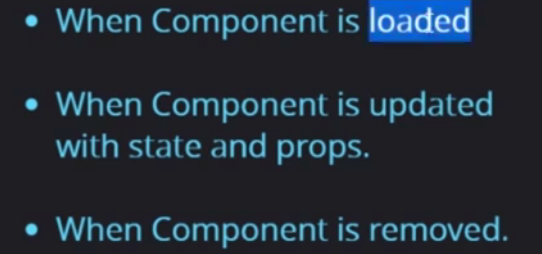 • When Component is loaded
• When Component is updated
with state and props.
• When Component is removed.